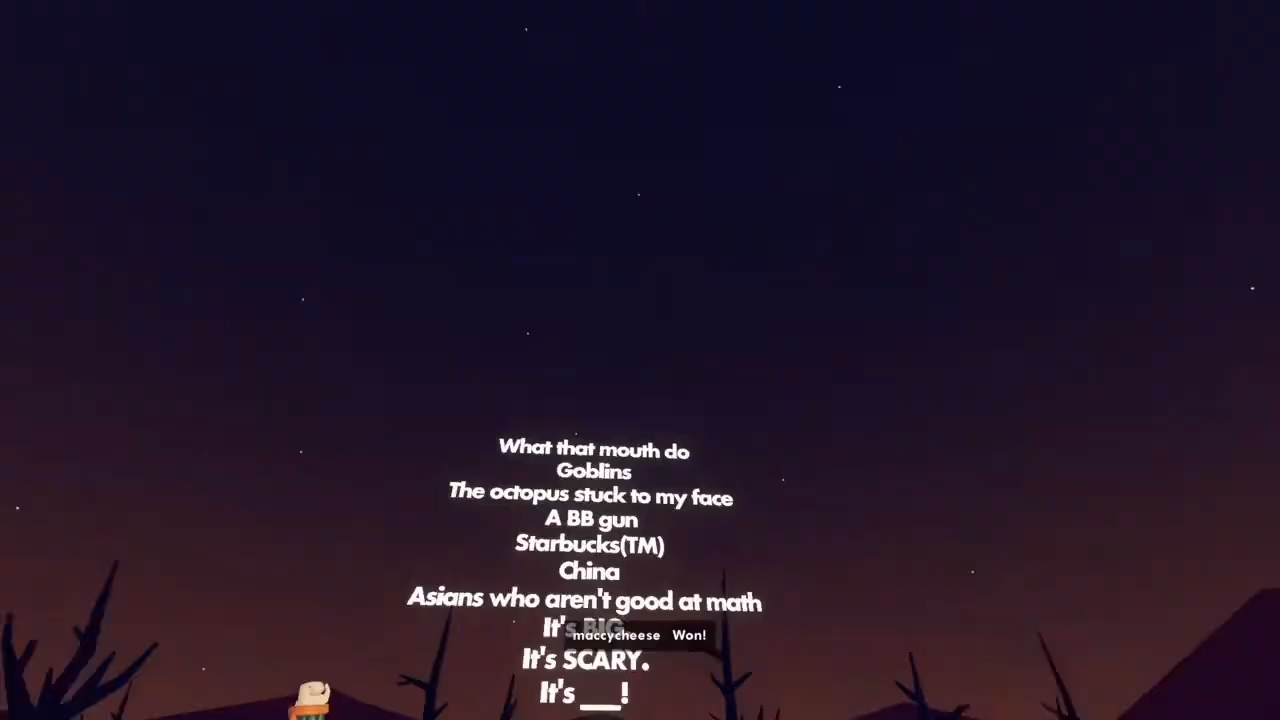 What that mouth do
Goblins
The octopus stuck to my face
A BB gun
Starbucks(TM)
China
Asians who aren't good at math
It's BIG
maccycheese Won!
It's SCARY.
It's ___!